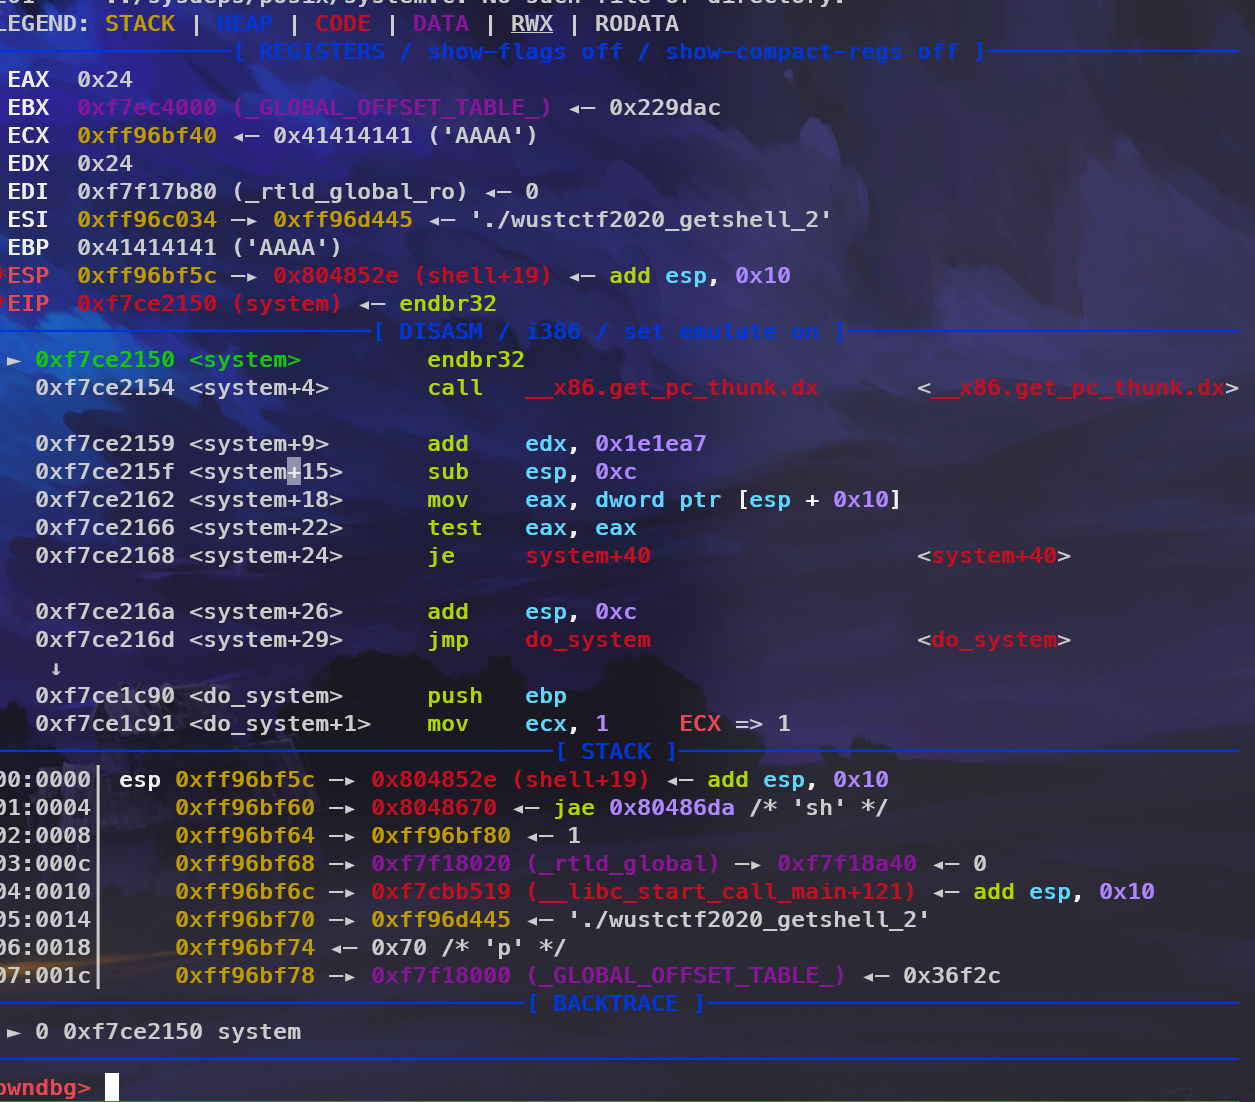 ../sysdeps/posix/system.c: No such file or directory.
LEGEND: STACK | HEAP | CODE | DATA | RWX | RODATA
[ REGISTERS / show-flags off / show-compact-regs off ]
EAX  0x24
EBX  0xf7ec4000 (_GLOBAL_OFFSET_TABLE_) ◂— 0x229dac
ECX  0xff96bf40 ◂— 0x41414141 ('AAAA')
EDX  0x24
EDI  0xf7f17b80 (_rtld_global_ro) ◂— 0
ESI  0xff96c034 —▸ 0xff96d445 ◂— './wustctf2020_getshell_2'
EBP  0x41414141 ('AAAA')
*ESP  0xff96bf5c —▸ 0x804852e (shell+19) ◂— add esp, 0x10
*EIP  0xf7ce2150 (system) ◂— endbr32
[ DISASM / i386 / set emulate on ]
► 0xf7ce2150 <system>         endbr32
0xf7ce2154 <system+4>       call   __x86.get_pc_thunk.dx       <__x86.get_pc_thunk.dx>
0xf7ce2159 <system+9>       add    edx, 0x1e1ea7
0xf7ce215f <system+15>      sub    esp, 0xc
0xf7ce2162 <system+18>      mov    eax, dword ptr [esp + 0x10]
0xf7ce2166 <system+22>      test   eax, eax
0xf7ce2168 <system+24>      je     system+40                   <system+40>
0xf7ce216a <system+26>      add    esp, 0xc
0xf7ce216d <system+29>      jmp    do_system                   <do_system>
↓
0xf7ce1c90 <do_system>      push   ebp
0xf7ce1c91 <do_system+1>    mov    ecx, 1     ECX => 1
[ STACK ]
00:0000│ esp 0xff96bf5c —▸ 0x804852e (shell+19) ◂— add esp, 0x10
01:0004│     0xff96bf60 —▸ 0x8048670 ◂— jae 0x80486da /* 'sh' */
02:0008│     0xff96bf64 —▸ 0xff96bf80 ◂— 1
03:000c│     0xff96bf68 —▸ 0xf7f18020 (_rtld_global) —▸ 0xf7f18a40 ◂— 0
04:0010│     0xff96bf6c —▸ 0xf7cbb519 (__libc_start_call_main+121) ◂— add esp, 0x10
05:0014│     0xff96bf70 —▸ 0xff96d445 ◂— './wustctf2020_getshell_2'
06:0018│     0xff96bf74 ◂— 0x70 /* 'p' */
07:001c│     0xff96bf78 —▸ 0xf7f18000 (_GLOBAL_OFFSET_TABLE_) ◂— 0x36f2c
[ BACKTRACE ]
► 0 0xf7ce2150 system
pwndbg>